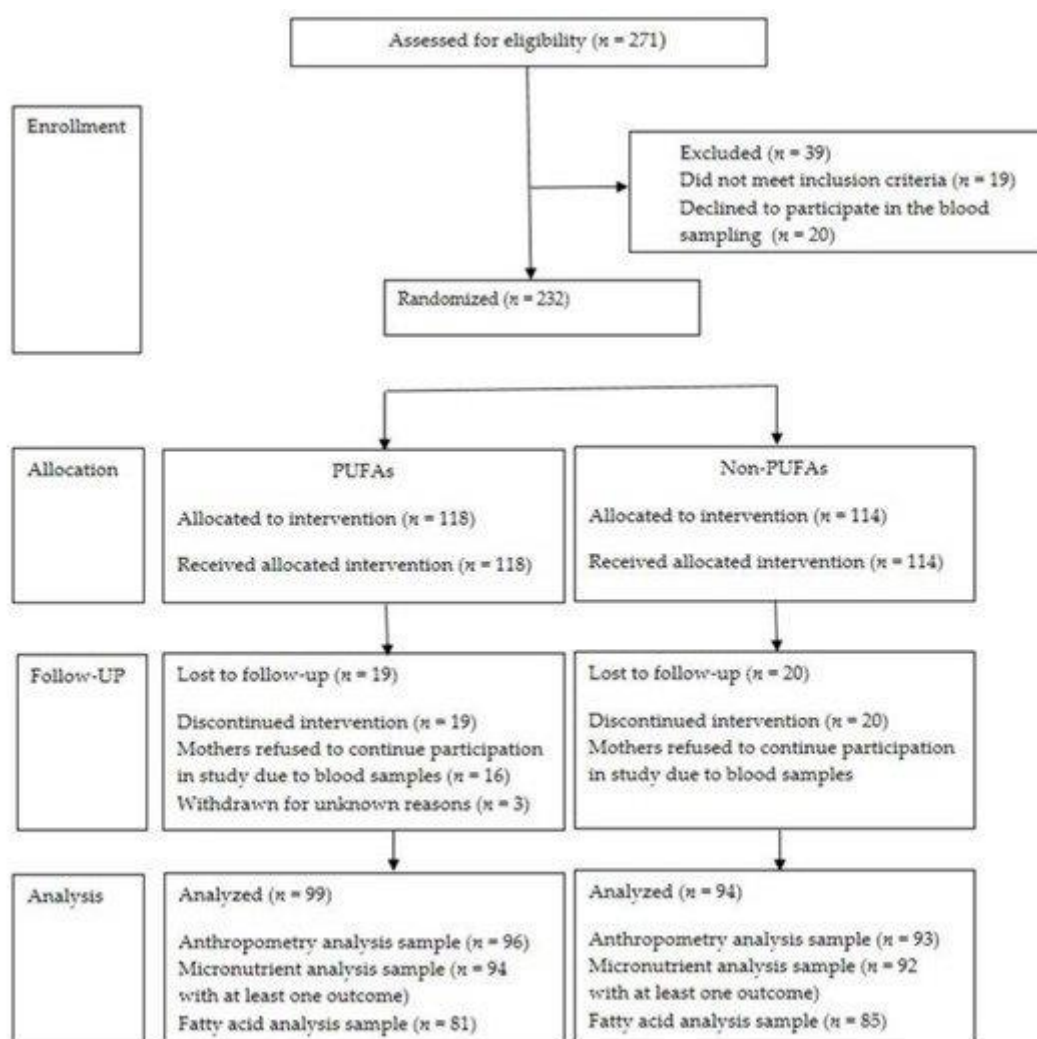 Assessed for eligibility (n = 271)
Enrollment
Excluded (n = 39)
Did not meet inclusion criteria (n = 19)
Declined to participate in the blood
sampling (n = 20)
Randomized (n = 232)
Allocation
PUFAs
Allocated to intervention (n = 118)
Received allocated intervention (n = 118)
Non-PUFAs
Allocated to intervention (n = 114)
Received allocated intervention (n = 114)
Follow-UP
Lost to follow-up (n = 19)
Discontinued intervention (n = 19)
Mothers refused to continue participation
in study due to blood samples (n = 16)
Withdrawn for unknown reasons (n = 3)
Lost to follow-up (n = 20)
Discontinued intervention (n = 20)
Mothers refused to continue participation
in study due to blood samples
Analysis
Analyzed (n = 99)
Anthropometry analysis sample (n = 96)
Micronutrient analysis sample (n = 94
with at least one outcome)
Fatty acid analysis sample (n = 81)
Analyzed (n = 94)
Anthropometry analysis sample (n = 93)
Micronutrient analysis sample (n = 92
with at least one outcome)
Fatty acid analysis sample (n = 85)